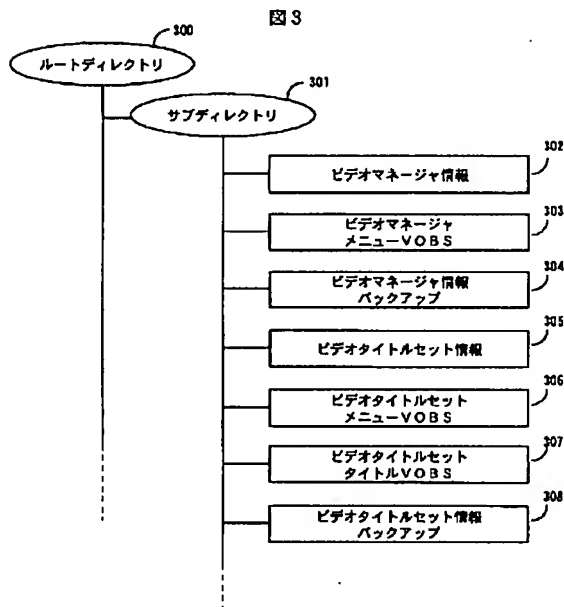 図3
300
ルートディレクトリ
301
サブディレクトリ
302
ビデオマネージャ情報
303
ビデオマネージャ
メニューVOBS
304
ビデオマネージャ情報
バックアップ
305
ビデオタイトルセット情報
306
ビデオタイトルセット
メニューVOBS
307
ビデオタイトルセット
タイトルVOBS
308
ビデオタイトルセット情報
バックアップ